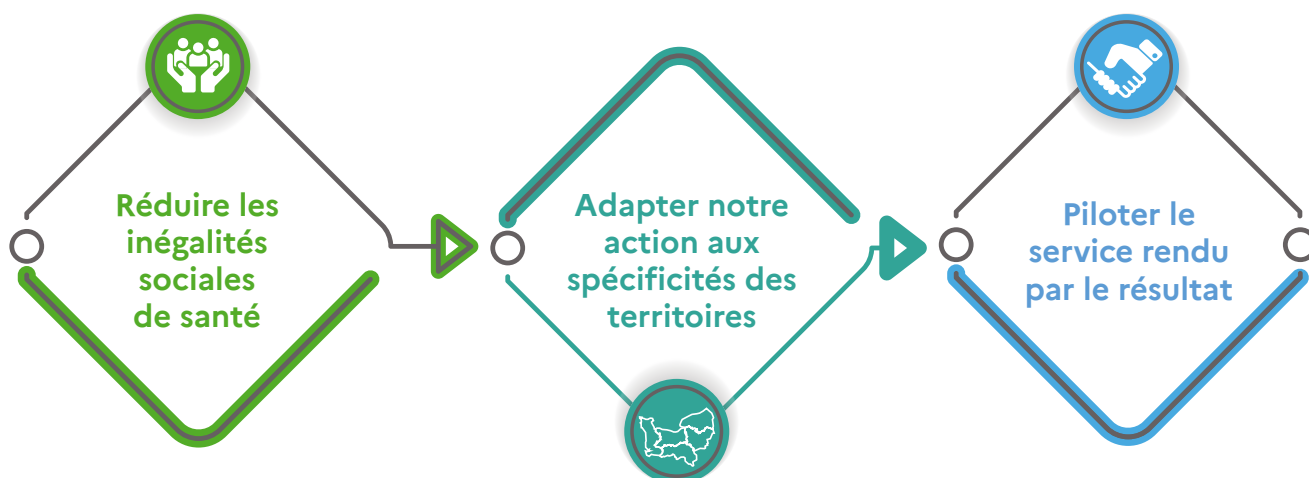 Réduire les
inégalités
sociales
de santé
Adapter notre
action aux
spécificités des
territoires
Piloter le
service rendu
par le résultat